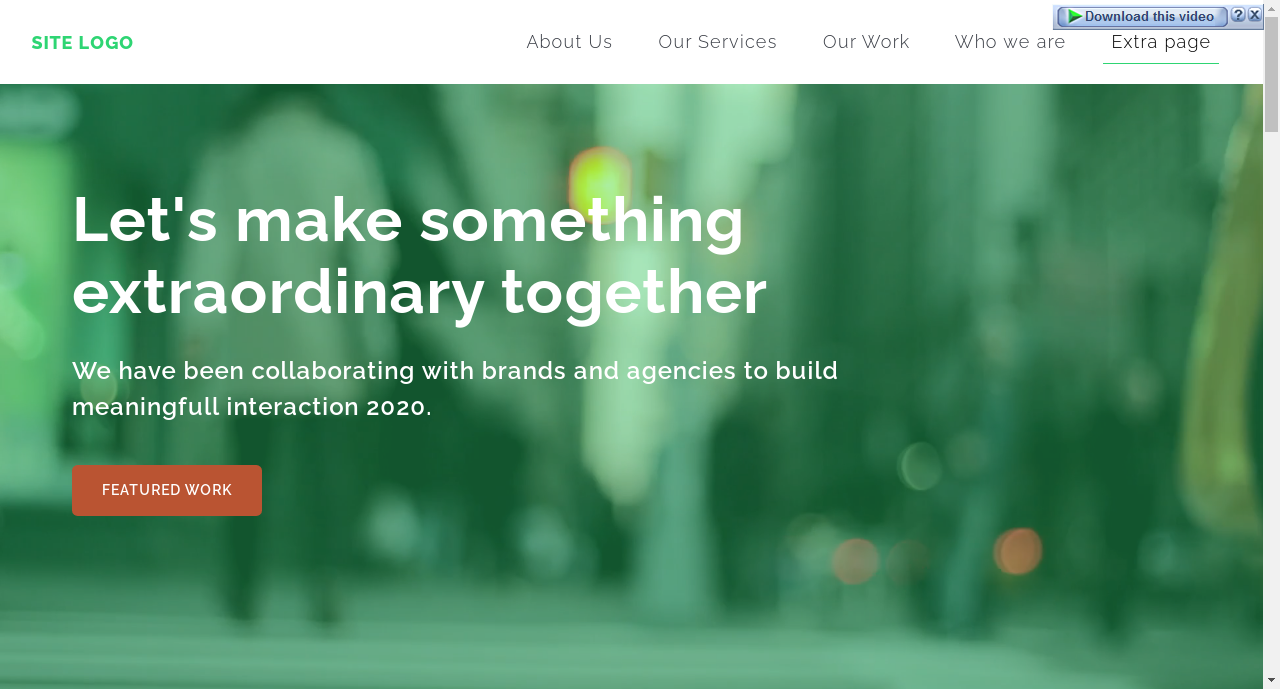 Download this video ? X
SITE LOGO
About Us Our Services Our Work Who we are Extra page
Let's make something
extraordinary together
We have been collaborating with brands and agencies to build
meaningfull interaction 2020.
FEATURED WORK